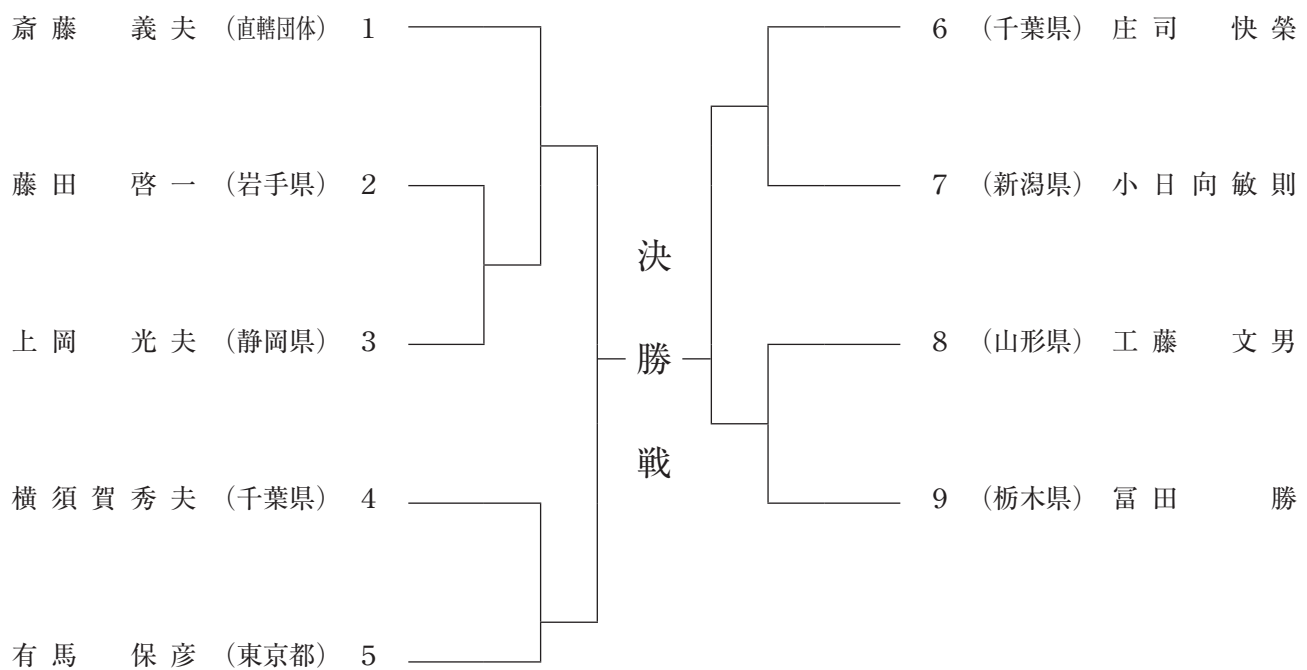 斎藤 義夫 (直轄団体) 1
藤田 啓一 (岩手県) 2
上岡 光夫 (静岡県) 3
横須賀秀夫 (千葉県) 4
有馬 保彦 (東京都) 5
決勝戦
6 (千葉県) 庄司 快榮
7 (新潟県) 小日向敏則
8 (山形県) 工藤 文男
9 (栃木県) 冨田 勝